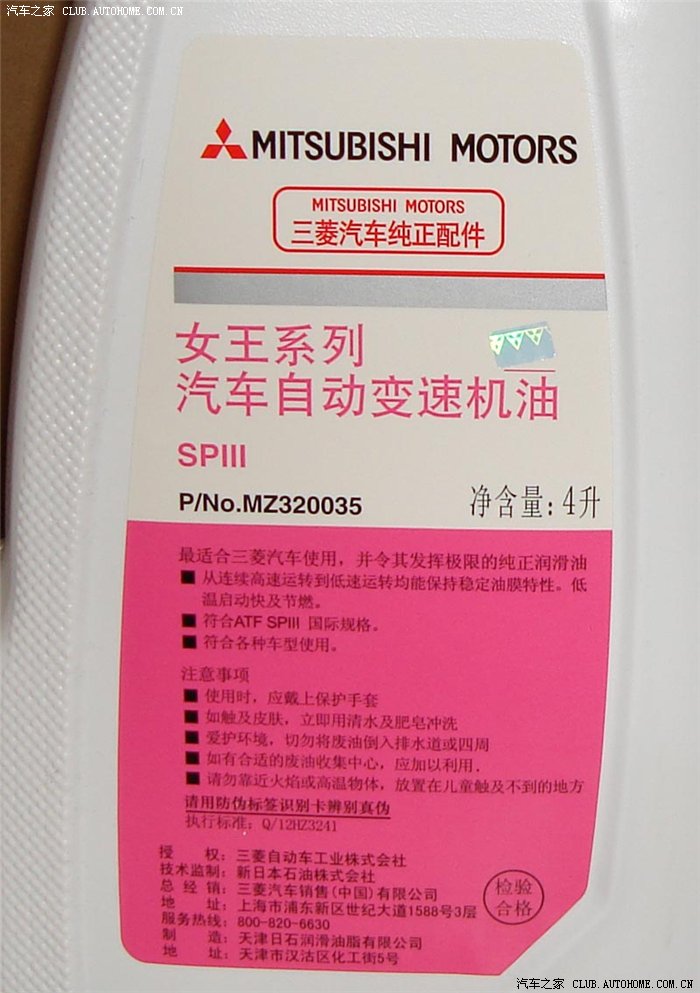 汽车之家 CLUB.AUTOHOME.COM.CN
MITSUBISHI MOTORS
MITSUBISHI MOTORS
三菱汽车纯正配件
女王系列
汽车自动变速机油
SPIII
P/No.MZ320035 净含量:4升
最适合三菱汽车使用，并令其发挥极限的纯正润滑油
■ 从连续高速运转到低速运转均能保持稳定油膜特性。低
温启动快及节燃。
■ 符合ATF SPIII 国际规格。
■ 符合各种车型使用。
注意事项
■ 使用时，应戴上保护手套
■ 如触及皮肤，立即用清水及肥皂冲洗
■ 爱护环境，切勿将废油倒入排水道或四周
■ 如有合适的废油收集中心，应加以利用.
■ 请勿靠近火焰或高温物体，放置在儿童触及不到的地方
请用防伪标签识别卡辨别真伪
执行标准：Q/12HZ3241
授 权：三菱自动车工业株式会社
技术监制：新日本石油株式会社
总 经 销：三菱汽车销售(中国)有限公司
地 址：上海市浦东新区世纪大道1588号3层
服务热线：800-820-6630
制 造：天津日石润滑油脂有限公司
地 址：天津市汉沽区化工街5号
检验
合格
汽车之家 CLUB.AUTOHOME.COM.CN